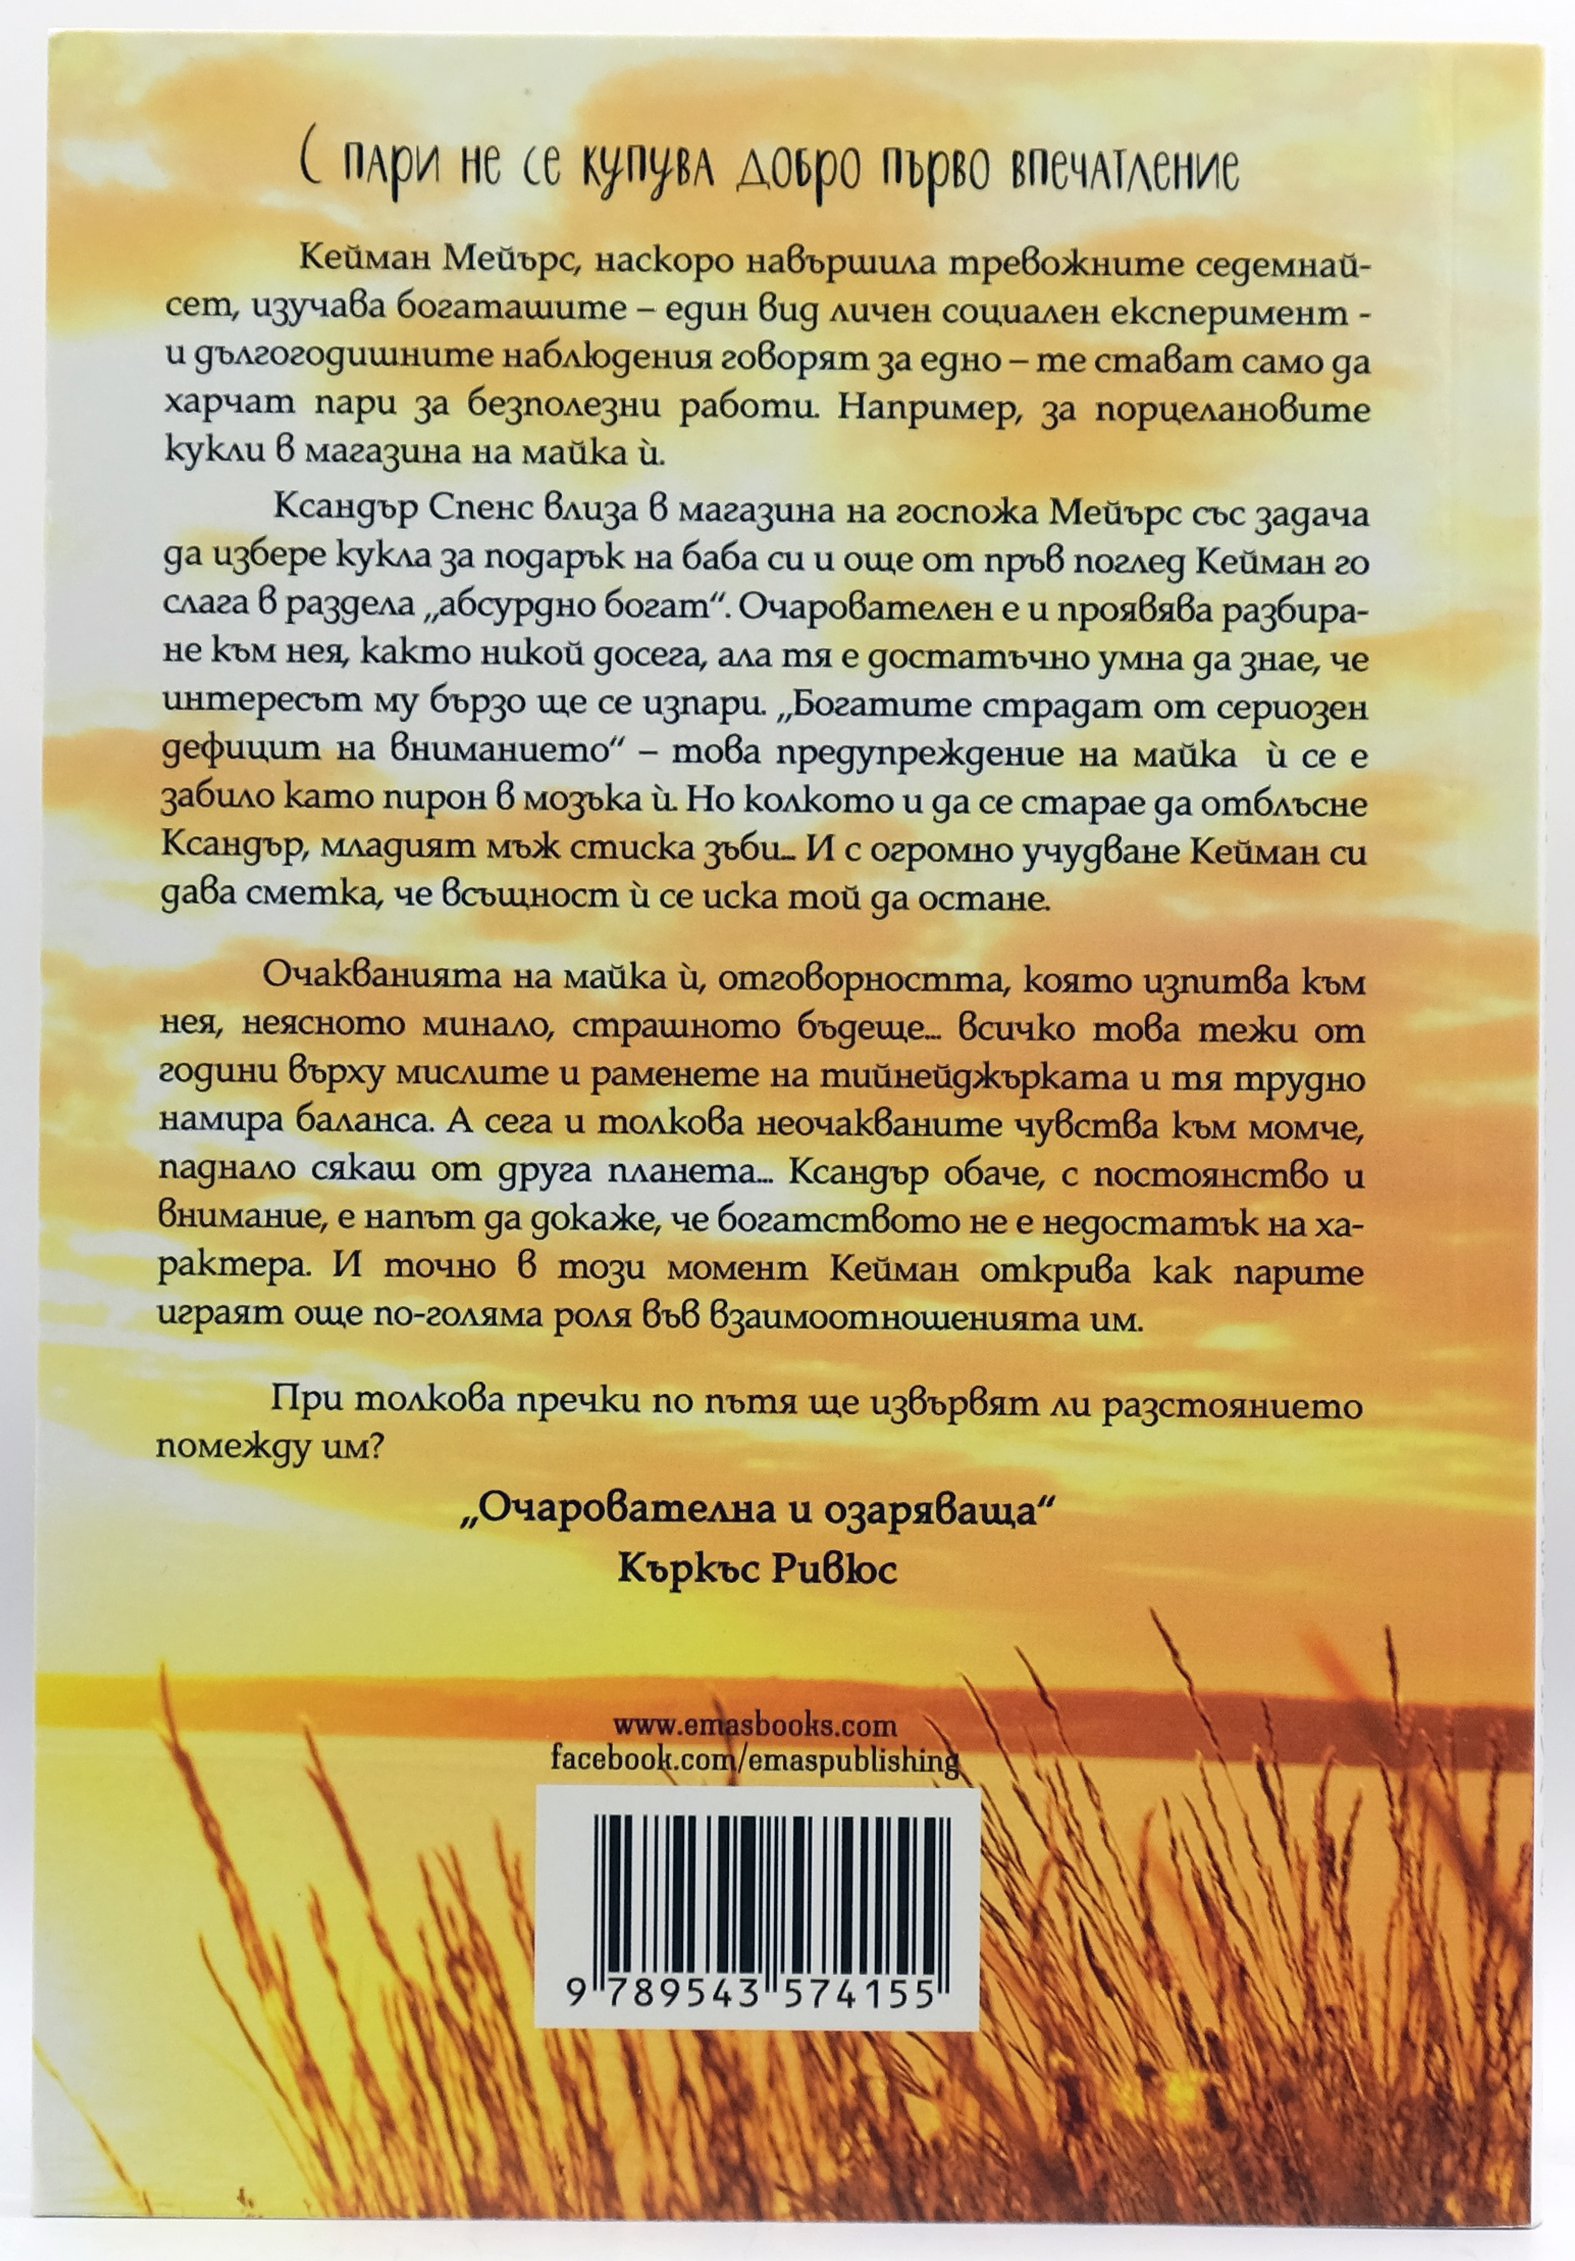 С ПАРИ НЕ СЕ КУПУВА ДОБРО ПЪРВО ВПЕЧАТЛЕНИЕ
Кейман Мейърс, наскоро навършила тревожните седемнай-
сет, изучава богаташите – един вид личен социален експеримент -
и дългогодишните наблюдения говорят за едно – те стават само да
харчат пари за безполезни работи. Например, за порцелановите
кукли в магазина на майка ѝ.
Ксандър Спенс влиза в магазина на госпожа Мейърс със задача
да избере кукла за подарък на баба си и още от пръв поглед Кейман го
слага в раздела „абсурдно богат“. Очарователен е и проявява разбира-
не към нея, както никой досега, ала тя е достатъчно умна да знае, че
интересът му бързо ще се изпари. „Богатите страдат от сериозен
дефицит на вниманието“ – това предупреждение на майка ѝ се е
забило като пирон в мозъка ѝ. Но колкото и да се старае да отблъсне
Ксандър, младият мъж стиска зъби... И с огромно учудване Кейман си
дава сметка, че всъщност ѝ се иска той да остане.
Очакванията на майка ѝ, отговорността, която изпитва към
нея, неясното минало, страшното бъдеще... всичко това тежи от
години върху мислите и раменете на тийнейджърката и тя трудно
намира баланса. А сега и толкова неочакваните чувства към момче,
паднало сякаш от друга планета... Ксандър обаче, с постоянство и
внимание, е напът да докаже, че богатството не е недостатък на ха-
рактера. И точно в този момент Кейман открива как парите
играят още по-голяма роля във взаимоотношенията им.
При толкова пречки по пътя ще извървят ли разстоянието
помежду им?
„Очарователна и озаряваща“
Къркъс Ривюс
www.emasbooks.com
facebook.com/emaspublishing
9 789543 574155